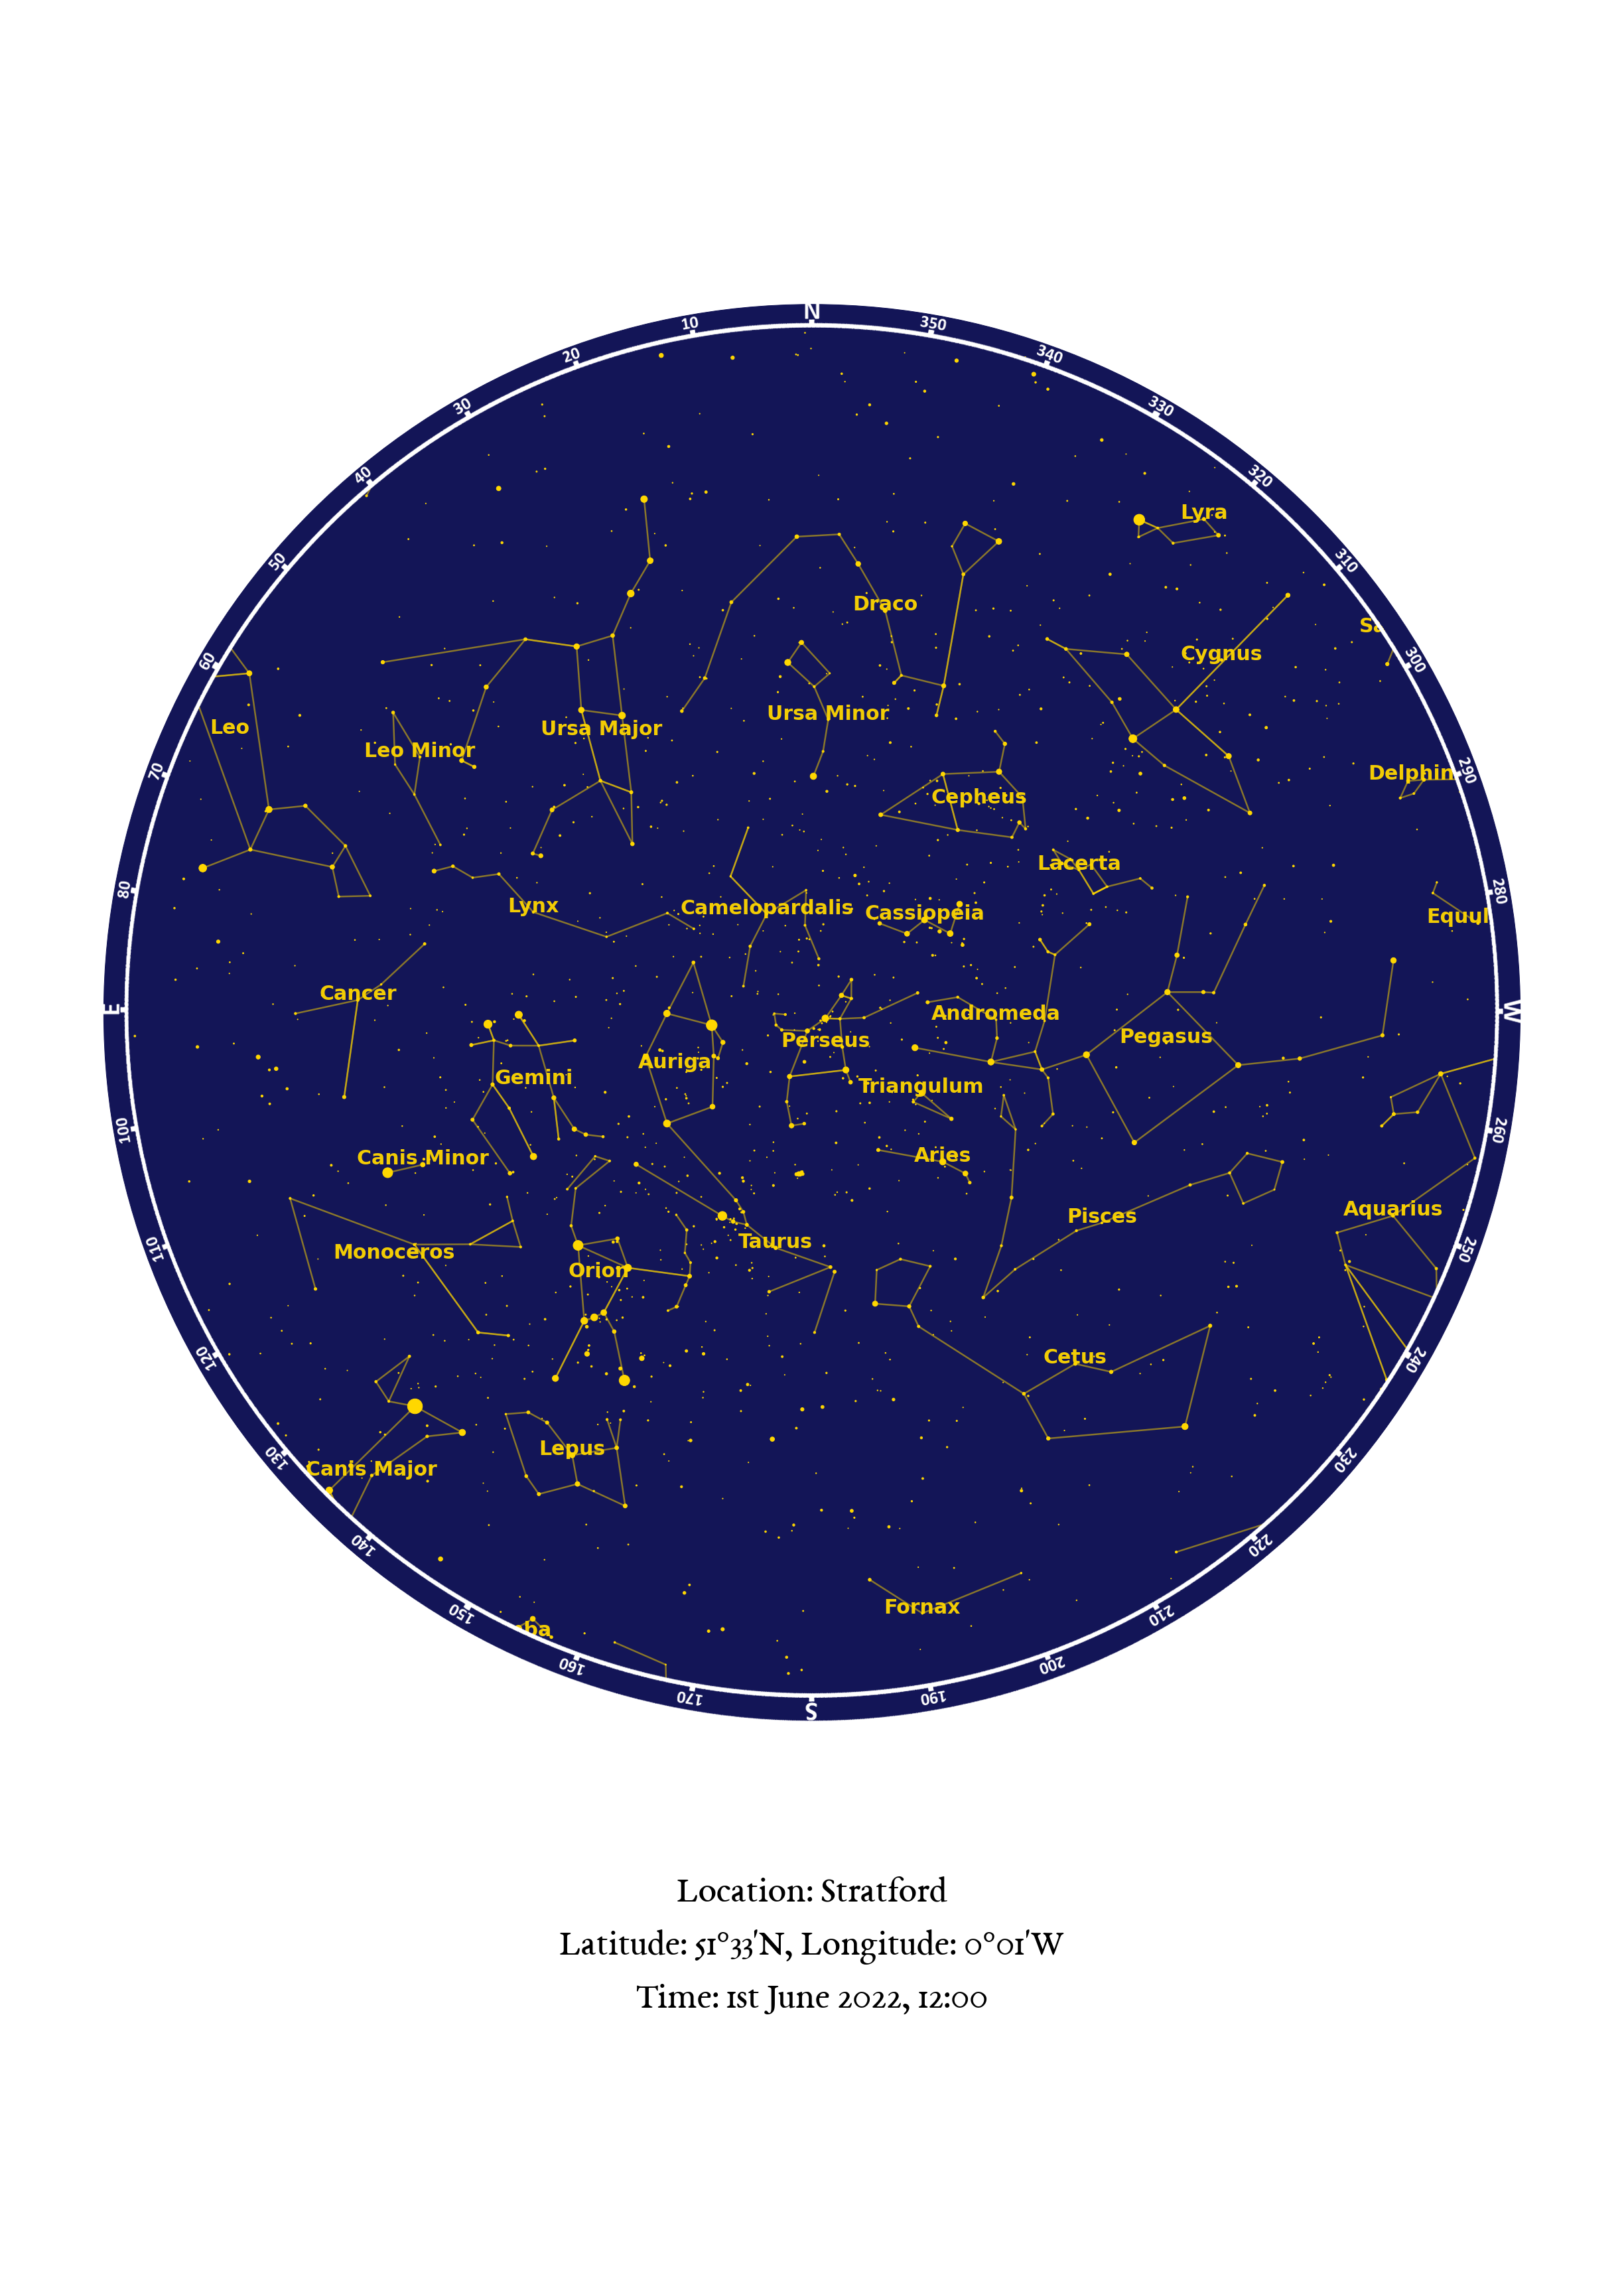 N
10 350
20 340
30 330
40 320
Lyra
50 310
Draco
Sa
60 Cygnus 300
Leo Ursa Minor
Leo Minor Ursa Major
70 Delphin 290
Cepheus
Lacerta
80 280
Lynx Camelopardalis Cassiopeia Equul
Cancer
E Andromeda W
Auriga Perseus Pegasus
Gemini Triangulum
100 260
Canis Minor Aries
Pisces Aquarius
110 Monoceros Taurus 250
Orion
120 Cetus 240
Lepus
130 Canis Major 230
140 220
Fornax
150 ba 210
160 200
170 190
S
Location: Stratford
Latitude: 51°33'N, Longitude: 0°01'W
Time: 1st June 2022, 12:00